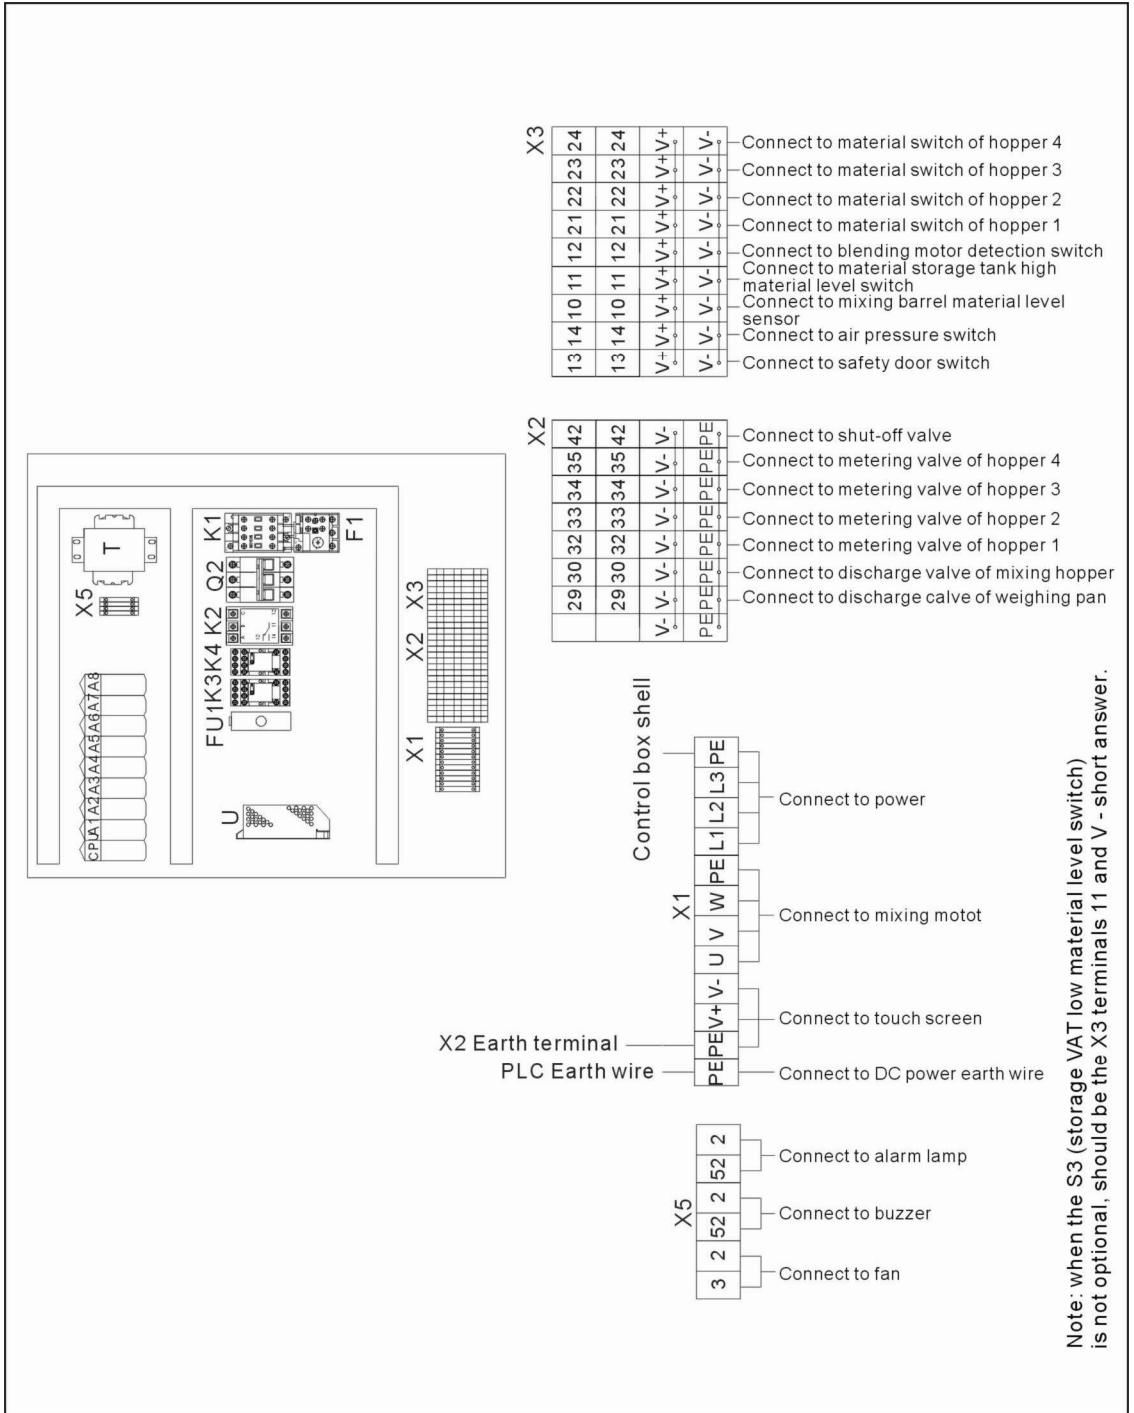 X3
24 24 V+ V- Connect to material switch of hopper 4
23 23 V+ V- Connect to material switch of hopper 3
22 22 V+ V- Connect to material switch of hopper 2
21 21 V+ V- Connect to material switch of hopper 1
12 12 V+ V- Connect to blending motor detection switch
11 11 V+ V- Connect to material storage tank high
material level switch
10 10 V+ V- Connect to mixing barrel material level
sensor
14 14 V+ V- Connect to air pressure switch
13 13 V+ V- Connect to safety door switch
X2
42 42 V- PE Connect to shut-off valve
35 35 V- PE Connect to metering valve of hopper 4
34 34 V- PE Connect to metering valve of hopper 3
33 33 V- PE Connect to metering valve of hopper 2
32 32 V- PE Connect to metering valve of hopper 1
30 30 V- PE Connect to discharge valve of mixing hopper
29 29 V- PE Connect to discharge calve of weighing pan
V- PE
T
X5
CPU A1 A2 A3 A4 A5 A6 A7 A8
K1
F1
Q2
K2
K4
K3
FU1
U
X3
X2
X1
Control box shell
X1
PE
L3
L2
L1
Connect to power
PE
W
V
U
Connect to mixing motot
V-
V+
PE
Connect to touch screen
X2 Earth terminal
PLC Earth wire
PE
Connect to DC power earth wire
X5
2
52
Connect to alarm lamp
2
52
Connect to buzzer
2
3
Connect to fan
Note: when the S3 (storage VAT low material level switch)
is not optional, should be the X3 terminals 11 and V - short answer.